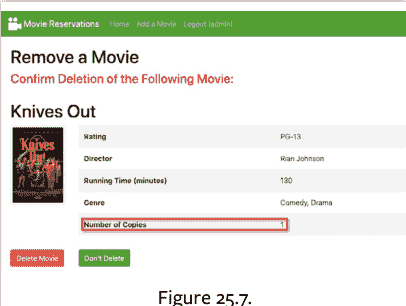 Movie Reservations Home Add a Movie Logout (admin)
Remove a Movie
Confirm Deletion of the Following Movie:
Knives Out
Knives Out
Rating PG-13
Director Rian Johnson
Running Time (minutes) 130
Genre Comedy, Drama
Number of Copies 1
Delete Movie Don't Delete
Figure 25.7.